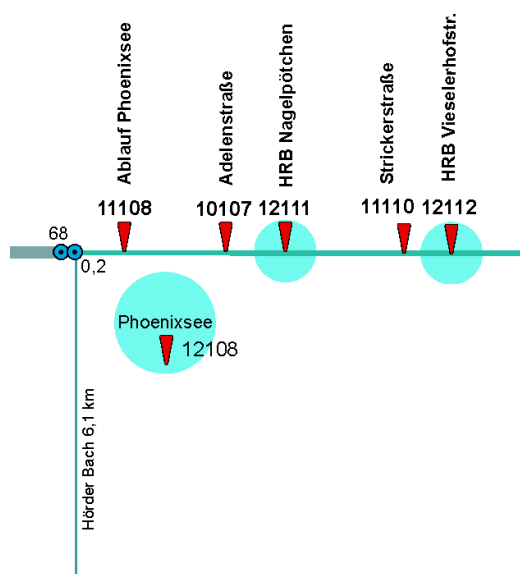 Ablauf Phoenixsee
Adelenstraße
HRB Nagelpötchen
Strickerstraße
HRB Vieselerhofstr.
11108
10107
12111
11110
12112
68
0,2
Phoenixsee
12108
Hörder Bach 6,1 km